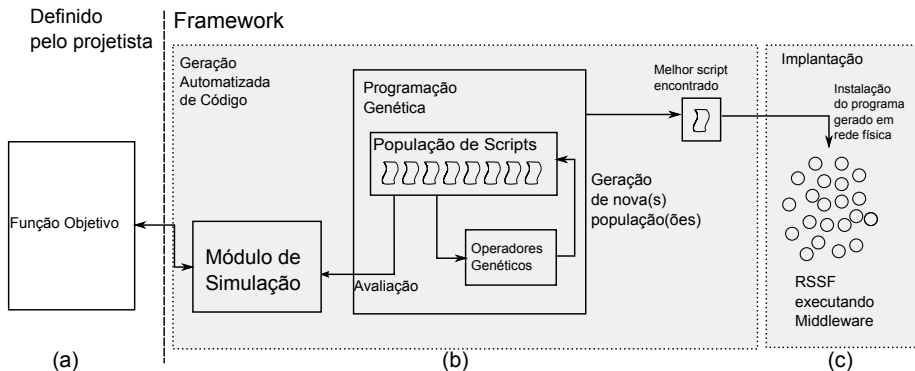 Definido
pelo projetista
Framework
Geração
Automatizada
de Código
Programação
Genética
População de Scripts
Operadores
Genéticos
Geração
de nova(s)
população(ões)
Melhor script
encontrado
Implantação
Instalação
do programa
gerado em
rede física
Função Objetivo
Módulo de
Simulação
Avaliação
RSSF
executando
Middleware
(a)
(b)
(c)